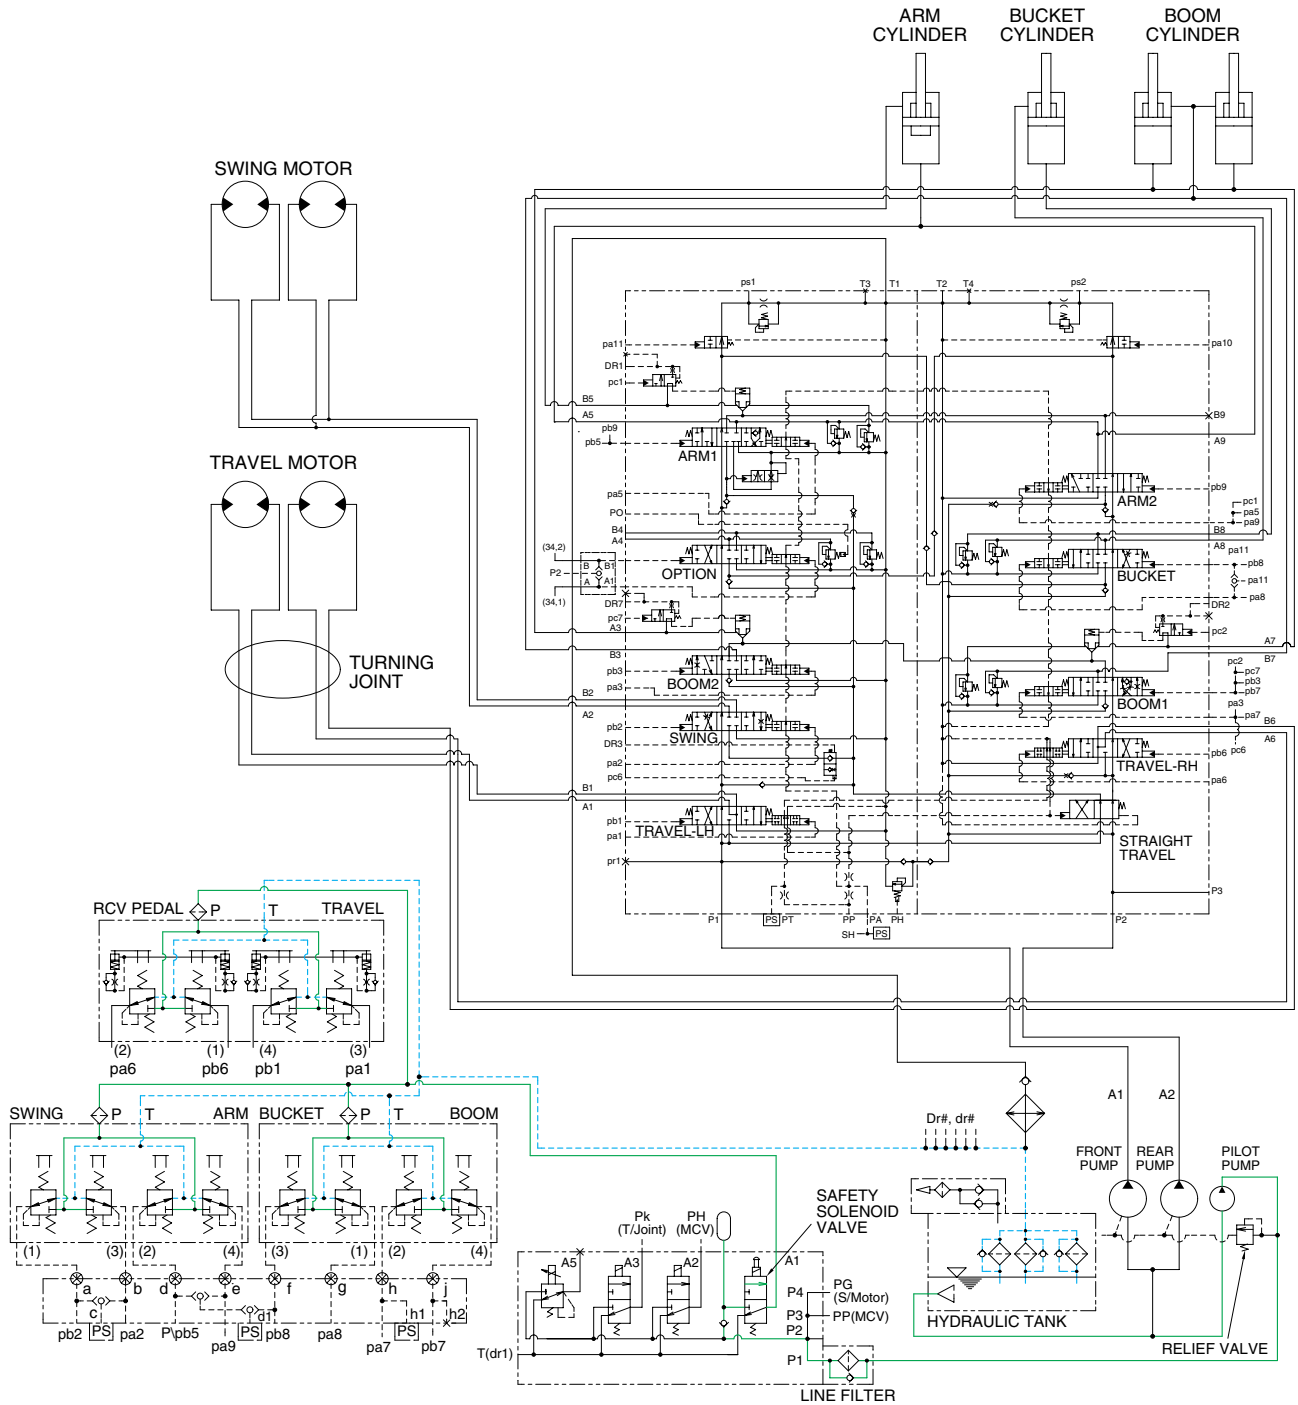 ARM
CYLINDER
BUCKET
CYLINDER
BOOM
CYLINDER
SWING MOTOR
TRAVEL MOTOR
TURNING
JOINT
ps1
T3
T1
T2
T4
ps2
pa11
pa10
DR1
pc1
B5
A5
B9
A9
pb9
pb5
ARM1
ARM2
pb9
pc1
pa5
pa9
pa5
PO
B4
A4
B8
A8
(34,2)
B
B1
P2
A
A1
(34,1)
OPTION
BUCKET
pa11
pb8
pa11
pa8
DR7
pc7
A3
DR2
pc2
A7
B7
B3
pb3
pa3
BOOM2
BOOM1
pc2
pc7
pb3
pb7
pa3
pa7
B2
A2
pb2
SWING
DR3
pa2
pc6
B6
A6
pc6
pb6
TRAVEL-RH
pa6
B1
A1
pb1
TRAVEL-LH
pa1
STRAIGHT
TRAVEL
pr1
P3
P1
PS
PT
PP
PA
PH
P2
SH
PS
RCV PEDAL
P
T
TRAVEL
(2)
(1)
(4)
(3)
pa6
pb6
pb1
pa1
SWING
P
T
ARM
BUCKET
P
T
BOOM
(1)
(3)
(2)
(4)
(3)
(1)
(2)
(4)
a
b
d
e
f
g
h
j
c
d1
h1
h2
pb2
PS
pa2
P\pb5
pa9
PS
pb8
pa8
pa7
PS
pb7
Dr#, dr#
A1
A2
FRONT
PUMP
REAR
PUMP
PILOT
PUMP
SAFETY
SOLENOID
VALVE
Pk
(T/Joint)
PH
(MCV)
A5
A3
A2
A1
P4
PG
(S/Motor)
P3
PP(MCV)
P2
T(dr1)
P1
LINE FILTER
HYDRAULIC TANK
RELIEF VALVE